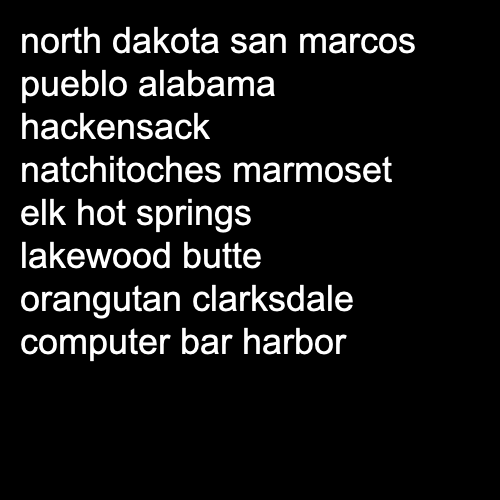 north dakota san marcos
pueblo alabama
hackensack
natchitoches marmoset
elk hot springs
lakewood butte
orangutan clarksdale
computer bar harbor